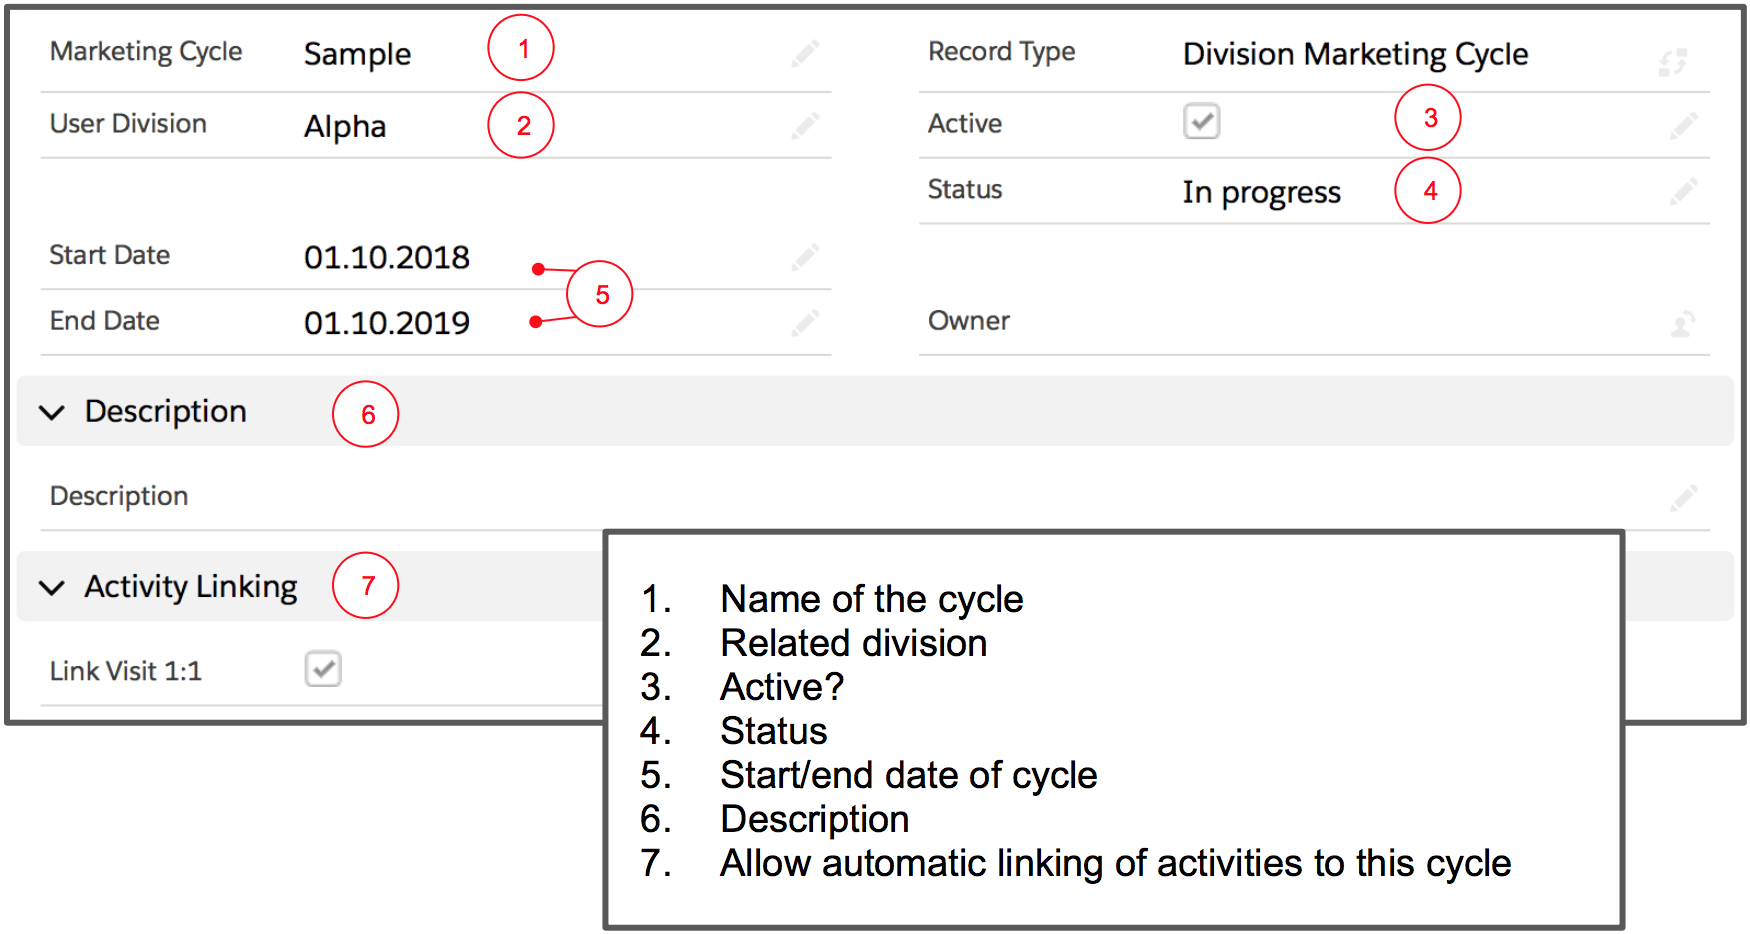 Marketing Cycle Sample 1 Record Type Division Marketing Cycle
User Division Alpha 2 Active 3
Status In progress 4
Start Date 01.10.2018
5
End Date 01.10.2019 Owner
Description 6
Description
Activity Linking 7
Link Visit 1:1
1. Name of the cycle
2. Related division
3. Active?
4. Status
5. Start/end date of cycle
6. Description
7. Allow automatic linking of activities to this cycle